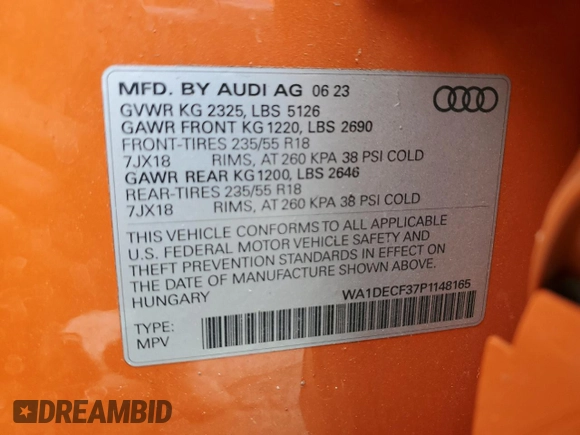 MFD. BY AUDI AG 06 23
GVWR KG 2325, LBS 5126
GAWR FRONT KG 1220, LBS 2690
FRONT-TIRES 235/55 R18
7JX18 RIMS, AT 260 KPA 38 PSI COLD
GAWR REAR KG 1200, LBS 2646
REAR-TIRES 235/55 R18
7JX18 RIMS, AT 260 KPA 38 PSI COLD
THIS VEHICLE CONFORMS TO ALL APPLICABLE
U.S. FEDERAL MOTOR VEHICLE SAFETY AND
THEFT PREVENTION STANDARDS IN EFFECT ON
THE DATE OF MANUFACTURE SHOWN ABOVE.
HUNGARY WA1DECF37P1148165
TYPE:
MPV
DREAMBID